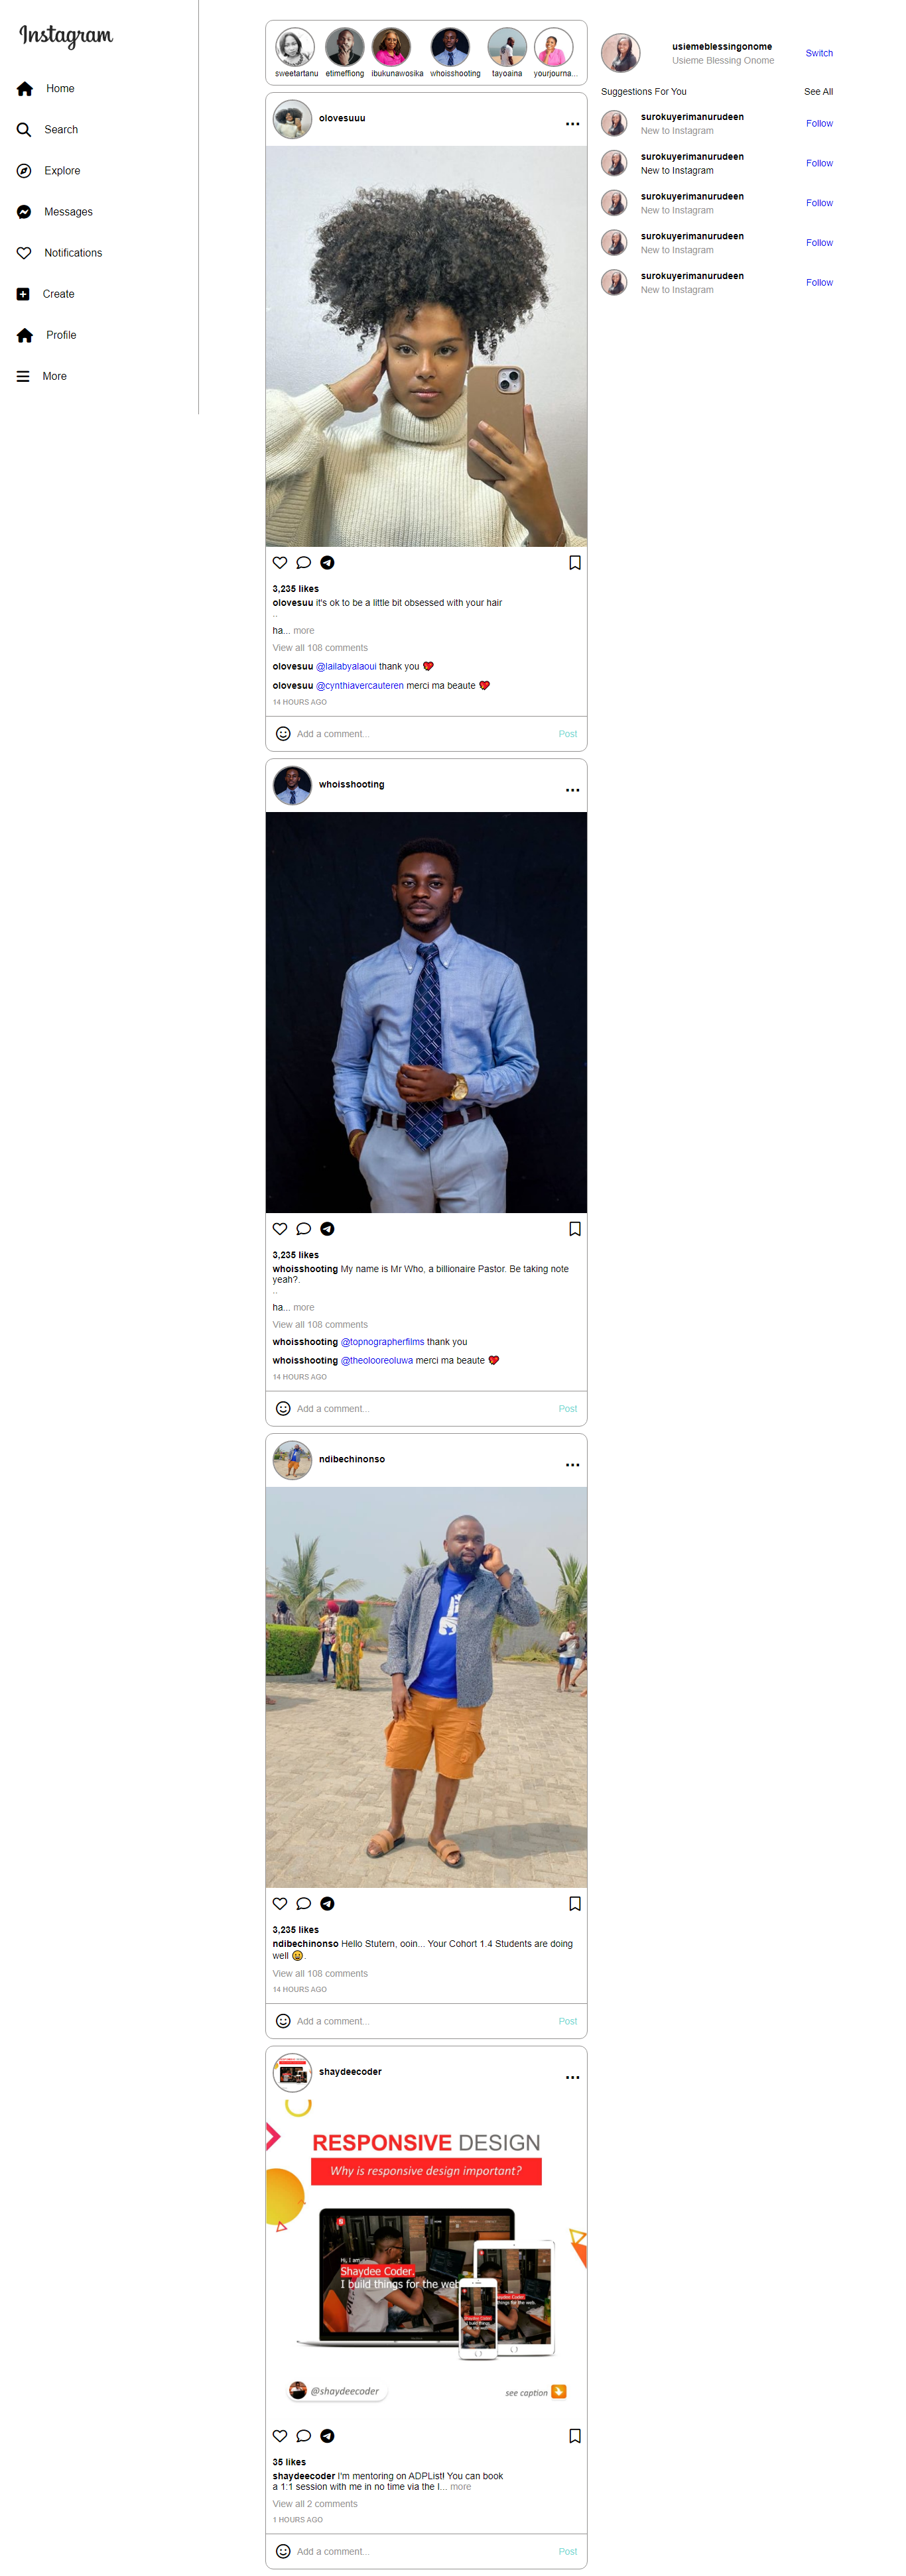 Instagram
Home
Search
Explore
Messages
Notifications
Create
Profile
More
sweetartanu etimeffiong ibukunawosika whoisshooting tayoaina yourjourna...
olovesuuu
...
3,235 likes
olovesuu it's ok to be a little bit obsessed with your hair
..
ha... more
View all 108 comments
olovesuu @lailabyalaoui thank you 💖
olovesuu @cynthiavercauteren merci ma beaute 💖
14 HOURS AGO
Add a comment... Post
whoisshooting
...
3,235 likes
whoisshooting My name is Mr Who, a billionaire Pastor. Be taking note
yeah?.
..
ha... more
View all 108 comments
whoisshooting @topnographerfilms thank you
whoisshooting @theolooreoluwa merci ma beaute 💖
14 HOURS AGO
Add a comment... Post
ndibechinonso
...
3,235 likes
ndibechinonso Hello Stutern, ooin... Your Cohort 1.4 Students are doing
well 😀.
View all 108 comments
14 HOURS AGO
Add a comment... Post
shaydeecoder
...
RESPONSIVE DESIGN
Why is responsive design important?
Hi, I am
Shaydee Coder.
I build things for the web
@shaydeecoder
see caption
35 likes
shaydeecoder I'm mentoring on ADPList! You can book
a 1:1 session with me in no time via the l... more
View all 2 comments
1 HOURS AGO
Add a comment... Post
usiemeblessingonome
Usieme Blessing Onome
Switch
Suggestions For You See All
surokuyerimanurudeen
New to Instagram
Follow
surokuyerimanurudeen
New to Instagram
Follow
surokuyerimanurudeen
New to Instagram
Follow
surokuyerimanurudeen
New to Instagram
Follow
surokuyerimanurudeen
New to Instagram
Follow